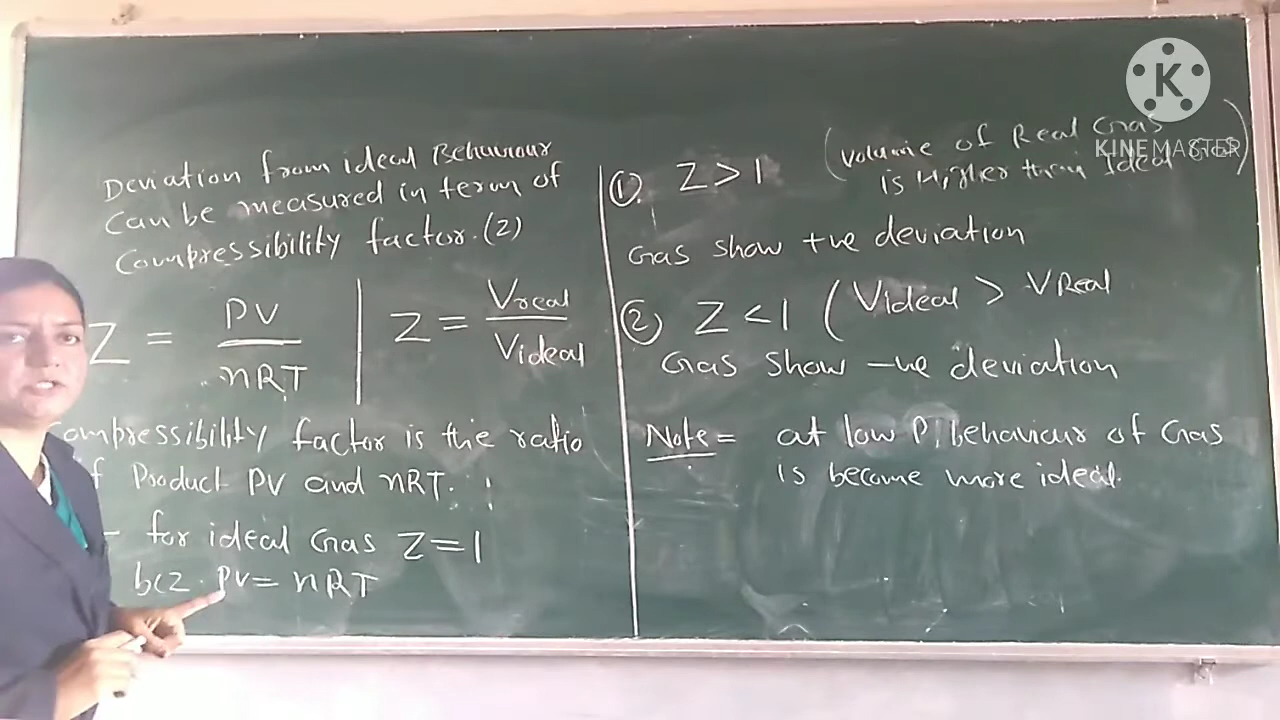 Deviation from ideal Behaviour
Can be measured in term of
Compressibility factor. (Z)
Z = PV / nRT
Z = Vreal / Videal
Compressibility factor is the ratio
of Product PV and nRT.
- for ideal Gas Z = 1
bcz. PV = nRT
① Z > 1
(Volume of Real Gas
is Higher than Ideal Gas)
Gas show +ve deviation
② Z < 1 (Videal > VReal
Gas show -ve deviation
Note = at low P, behaviour of Gas
is become more ideal.
K
KINEMASTER